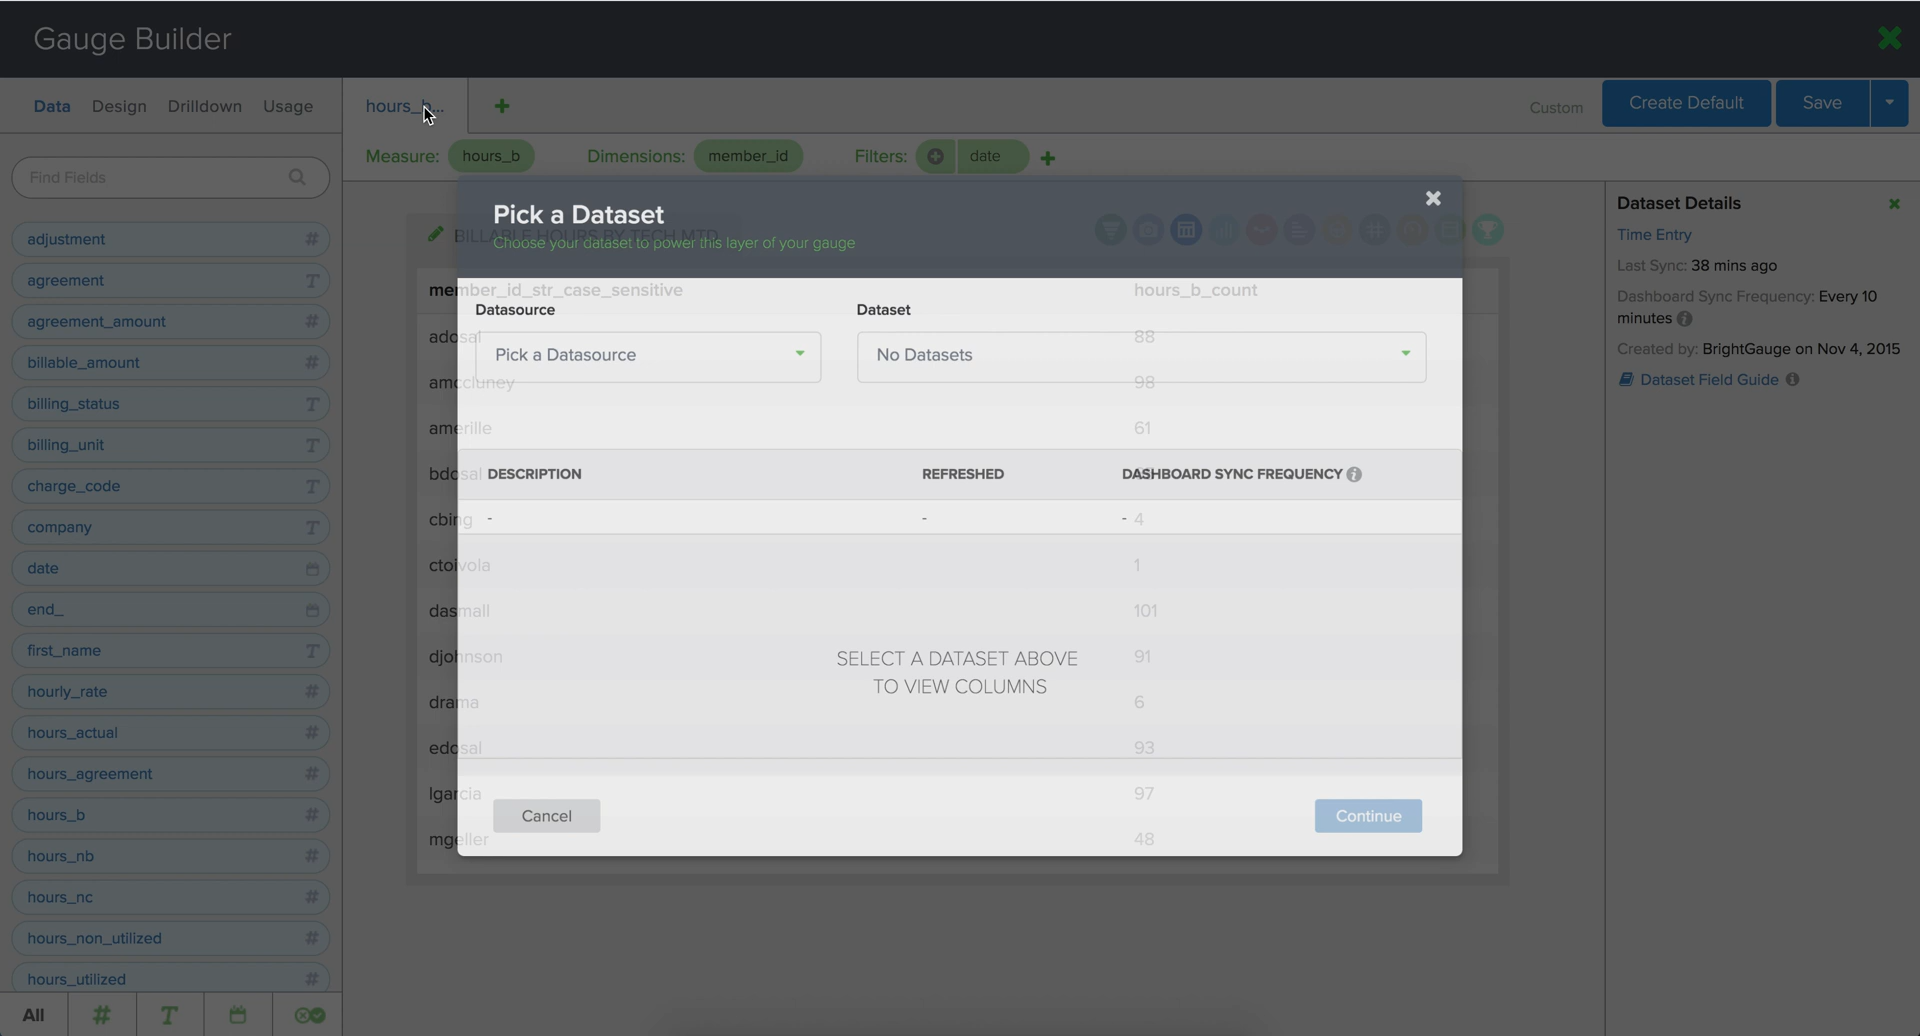 Gauge Builder
Data Design Drilldown Usage
hours_b...
Custom
Create Default
Save
Measure: hours_b Dimensions: member_id Filters: date
Find Fields
adjustment
agreement
agreement_amount
billable_amount
billing_status
billing_unit
charge_code
company
date
end_
first_name
hourly_rate
hours_actual
hours_agreement
hours_b
hours_nb
hours_nc
hours_non_utilized
hours_utilized
All
Pick a Dataset
BILLABLE HOURS BY TECH MTD
Choose your dataset to power this layer of your gauge
member_id_str_case_sensitive hours_b_count
Datasource Dataset
adosal 88
Pick a Datasource No Datasets
amccluney 98
amerille 61
bdosal
DESCRIPTION REFRESHED DASHBOARD SYNC FREQUENCY
cbing 4
- - -
ctoivola 1
dasmall 101
djohnson 91
SELECT A DATASET ABOVE
TO VIEW COLUMNS
drama 6
edosal 93
lgarcia 97
Cancel Continue
mgeller 48
Dataset Details
Time Entry
Last Sync: 38 mins ago
Dashboard Sync Frequency: Every 10
minutes
Created by: BrightGauge on Nov 4, 2015
Dataset Field Guide